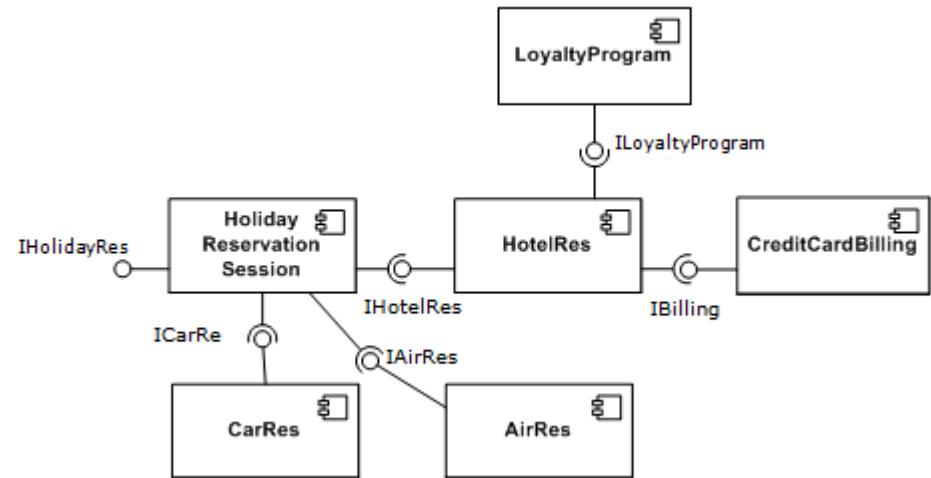 LoyaltyProgram
ILoyaltyProgram
Holiday
Reservation
Session
HotelRes
CreditCardBilling
IHolidayRes
IHotelRes
IBilling
ICarRe
IAirRes
CarRes
AirRes